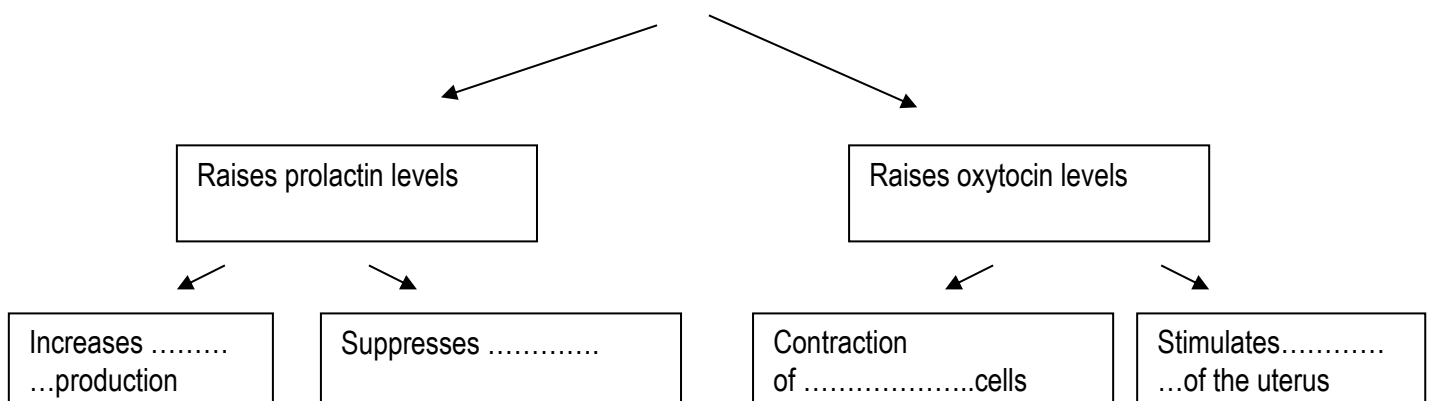 Raises prolactin levels
Raises oxytocin levels
Increases ………
…production
Suppresses ………….
Contraction
of ………………..cells
Stimulates…………
…of the uterus